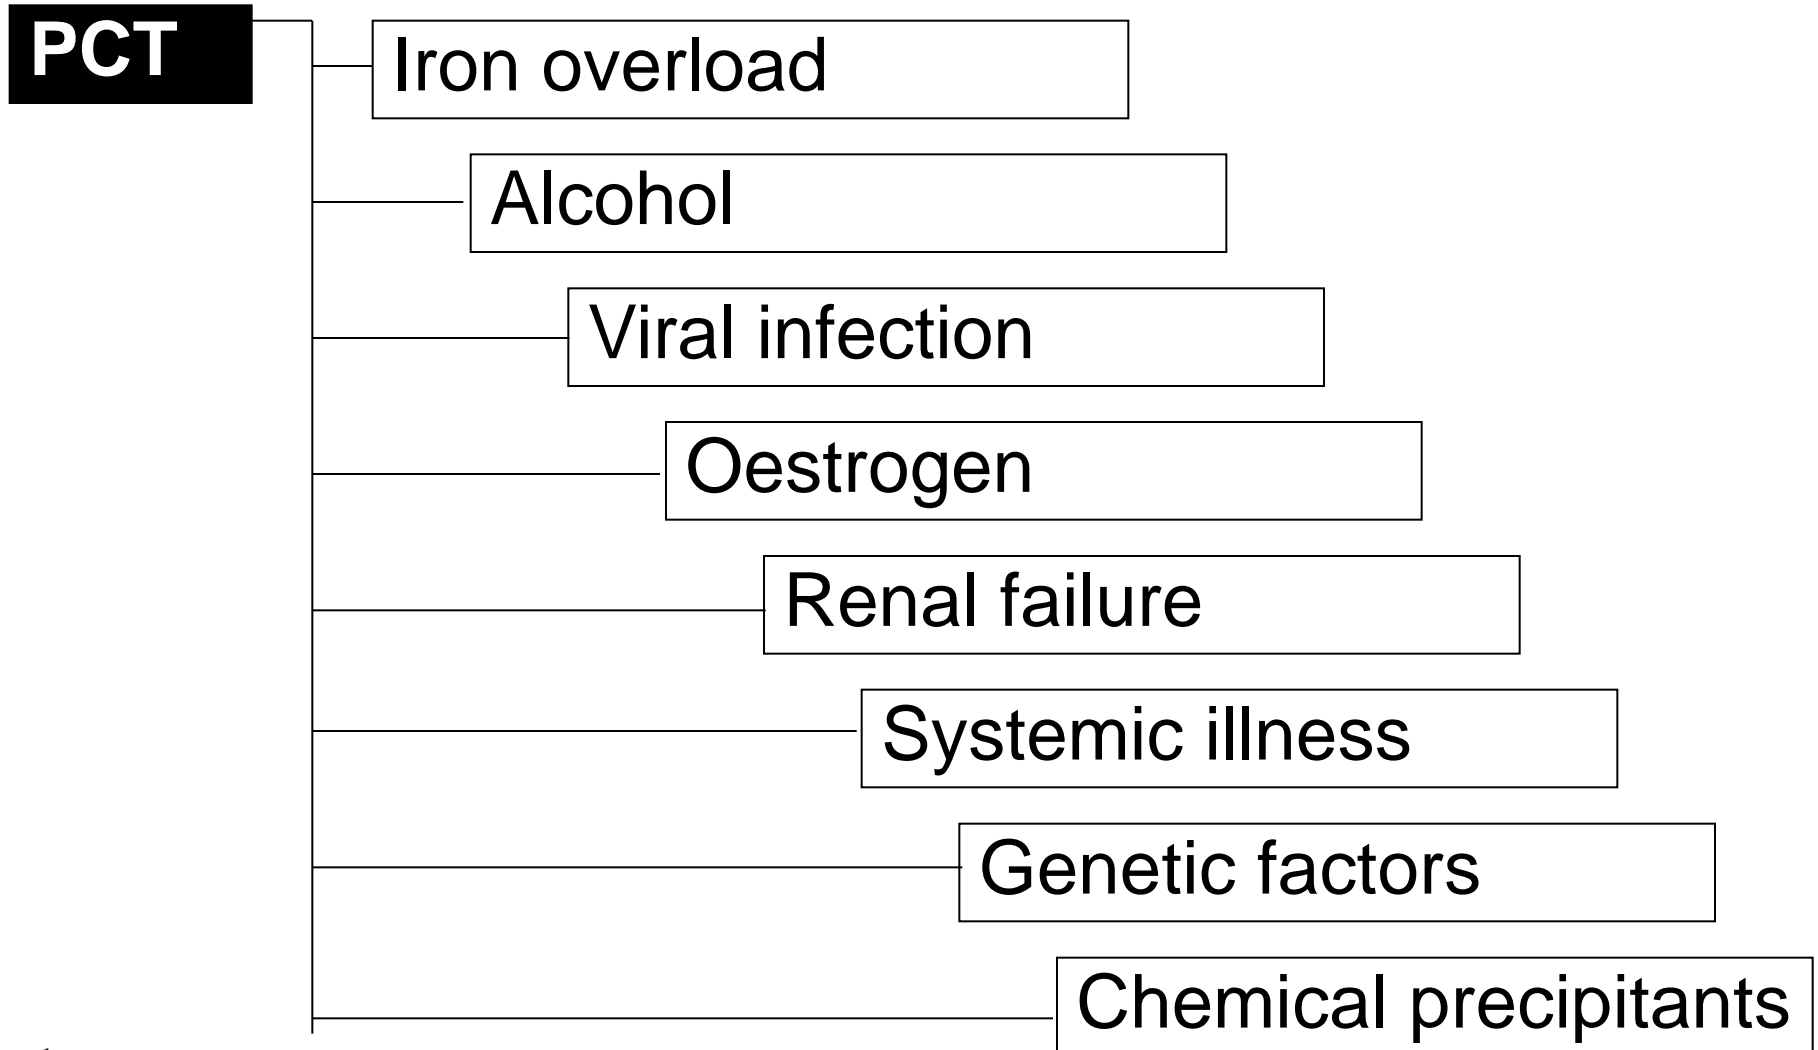 PCT
Iron overload
Alcohol
Viral infection
Oestrogen
Renal failure
Systemic illness
Genetic factors
Chemical precipitants